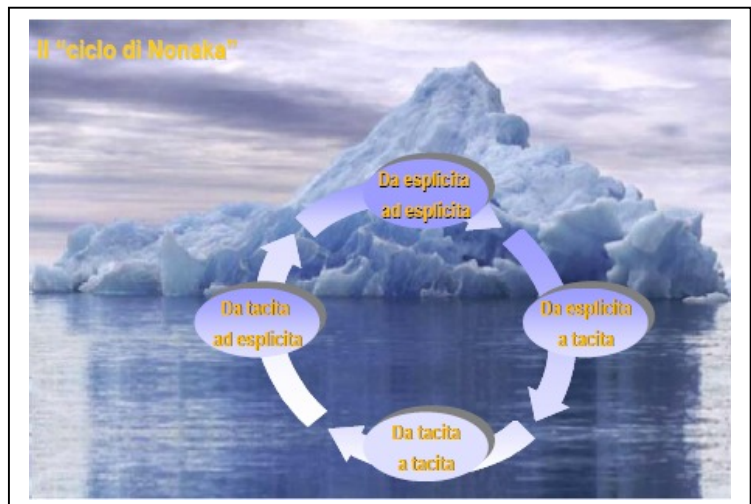 Il "ciclo di Nonaka"
Da esplicita
ad esplicita
Da tacita
ad esplicita
Da esplicita
a tacita
Da tacita
a tacita